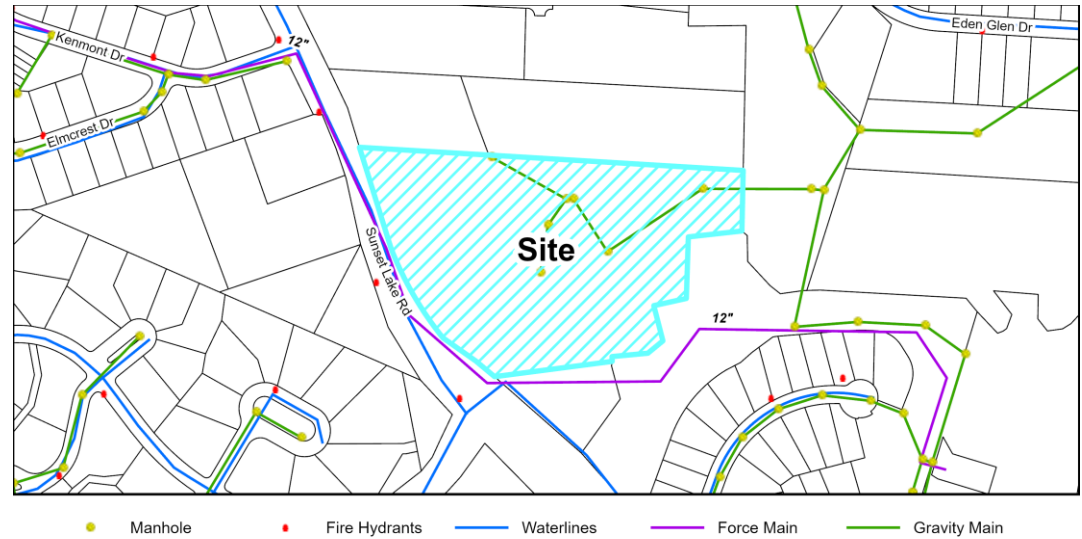 Eden Glen Dr
Kenmont Dr
12"
Elmcrest Dr
Site
Sunset Lake Rd
12"
Manhole
Fire Hydrants
Waterlines
Force Main
Gravity Main